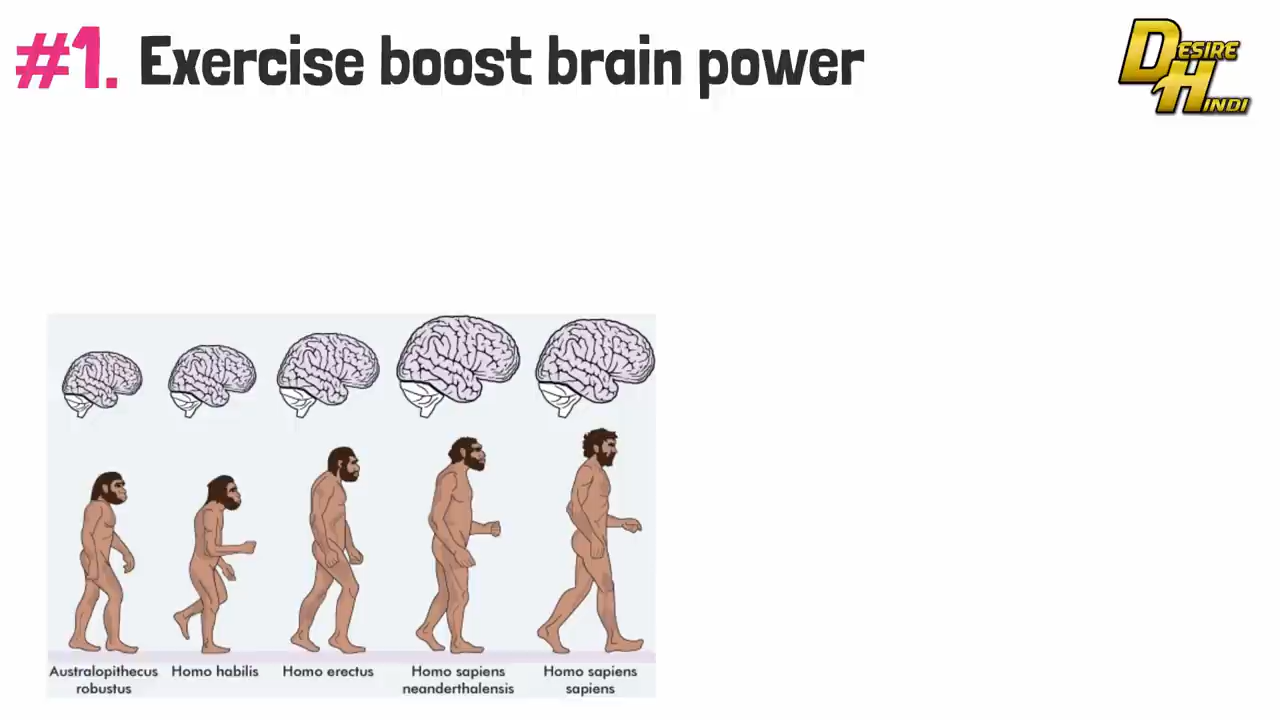 #1. Exercise boost brain power
DESIRE
HINDI
Australopithecus
robustus
Homo habilis
Homo erectus
Homo sapiens
neanderthalensis
Homo sapiens
sapiens